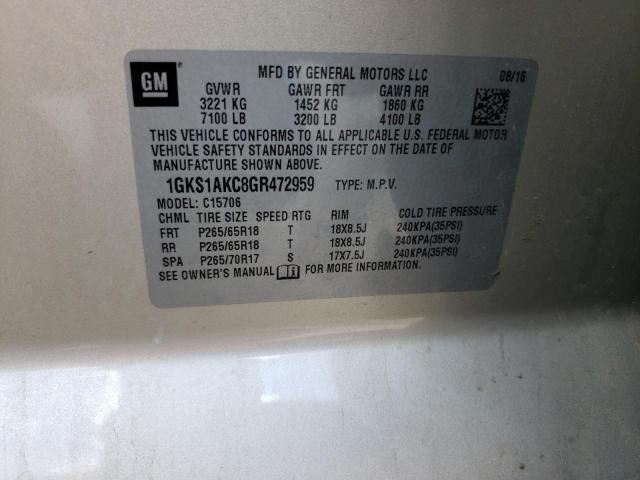 GM MFD BY GENERAL MOTORS LLC 08/16
GVWR GAWR FRT GAWR RR
3221 KG 1452 KG 1860 KG
7100 LB 3200 LB 4100 LB
THIS VEHICLE CONFORMS TO ALL APPLICABLE U.S. FEDERAL MOTOR
VEHICLE SAFETY STANDARDS IN EFFECT ON THE DATE OF
MANUFACTURE SHOWN ABOVE.
1GKS1AKC8GR472959 TYPE: M.P.V.
MODEL: C15706
CHML TIRE SIZE SPEED RTG RIM COLD TIRE PRESSURE
FRT P265/65R18 T 18X8.5J 240KPA(35PSI)
RR P265/65R18 T 18X8.5J 240KPA(35PSI)
SPA P265/70R17 S 17X7.5J 240KPA(35PSI)
SEE OWNER'S MANUAL FOR MORE INFORMATION.